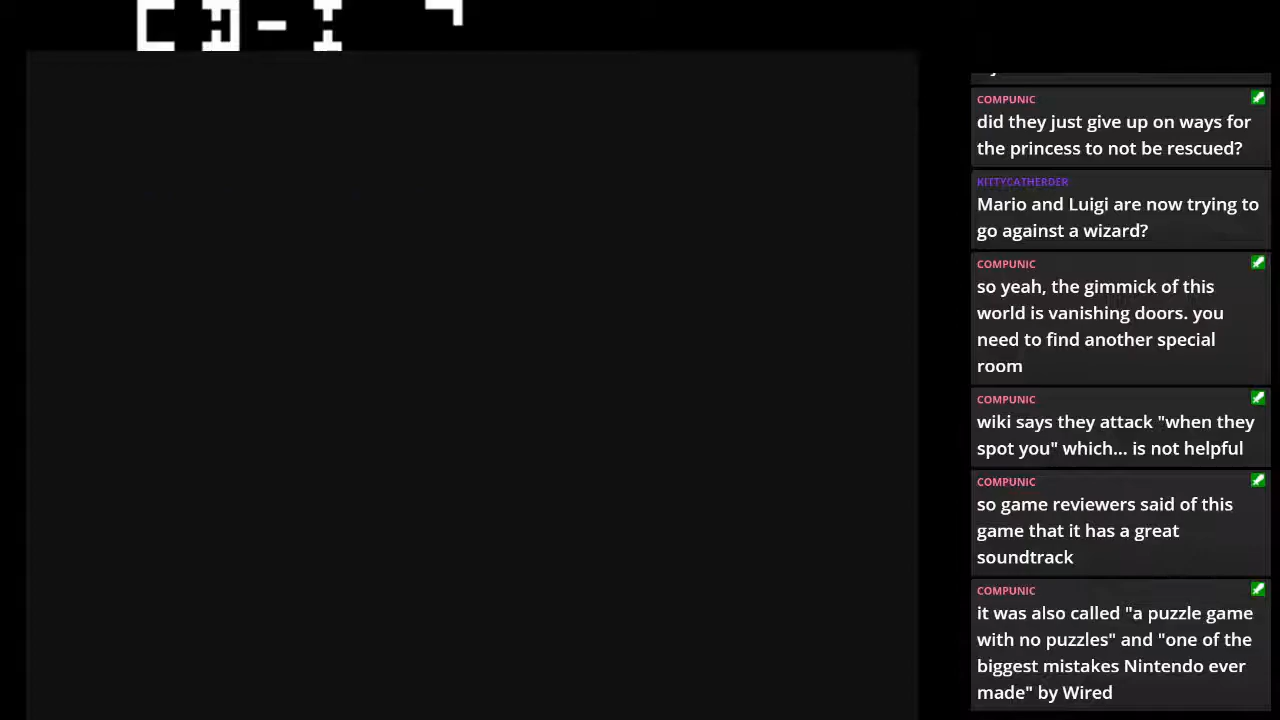 COMPUNIC
did they just give up on ways for
the princess to not be rescued?
KITTYCATHERDER
Mario and Luigi are now trying to
go against a wizard?
COMPUNIC
so yeah, the gimmick of this
world is vanishing doors. you
need to find another special
room
COMPUNIC
wiki says they attack "when they
spot you" which... is not helpful
COMPUNIC
so game reviewers said of this
game that it has a great
soundtrack
COMPUNIC
it was also called "a puzzle game
with no puzzles" and "one of the
biggest mistakes Nintendo ever
made" by Wired